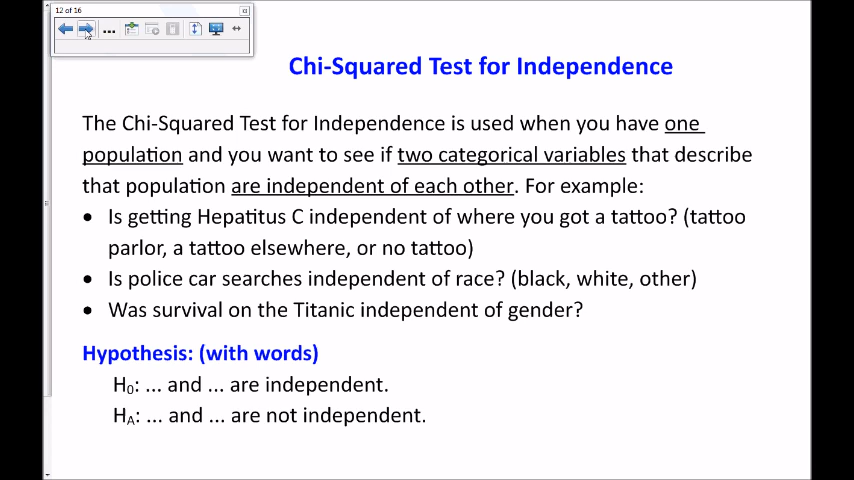 12 of 16
Chi-Squared Test for Independence
The Chi-Squared Test for Independence is used when you have one
population and you want to see if two categorical variables that describe
that population are independent of each other. For example:
• Is getting Hepatitus C independent of where you got a tattoo? (tattoo
parlor, a tattoo elsewhere, or no tattoo)
• Is police car searches independent of race? (black, white, other)
• Was survival on the Titanic independent of gender?
Hypothesis: (with words)
H₀: ... and ... are independent.
Hᴀ: ... and ... are not independent.